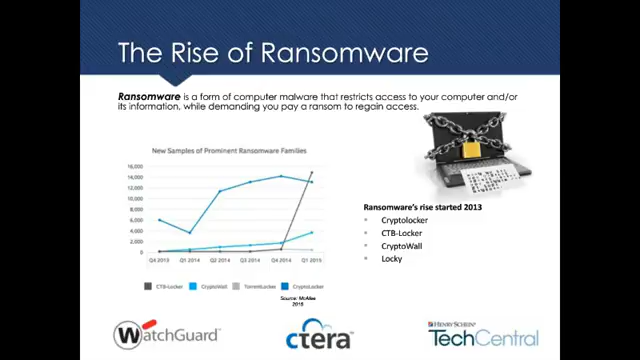 The Rise of Ransomware
Ransomware is a form of computer malware that restricts access to your computer and/or
its information, while demanding you pay a ransom to regain access.
New Samples of Prominent Ransomware Families
16,000
14,000
12,000
10,000
8,000
6,000
4,000
2,000
0
Q4 2013 Q1 2014 Q2 2014 Q3 2014 Q4 2014 Q1 2015
CTB-Locker CryptoWall TorrentLocker CryptoLocker
Source: McAfee
2015
Ransomware's rise started 2013
Cryptolocker
CTB-Locker
CryptoWall
Locky
WatchGuard
ctera
HENRY SCHEIN
TechCentral